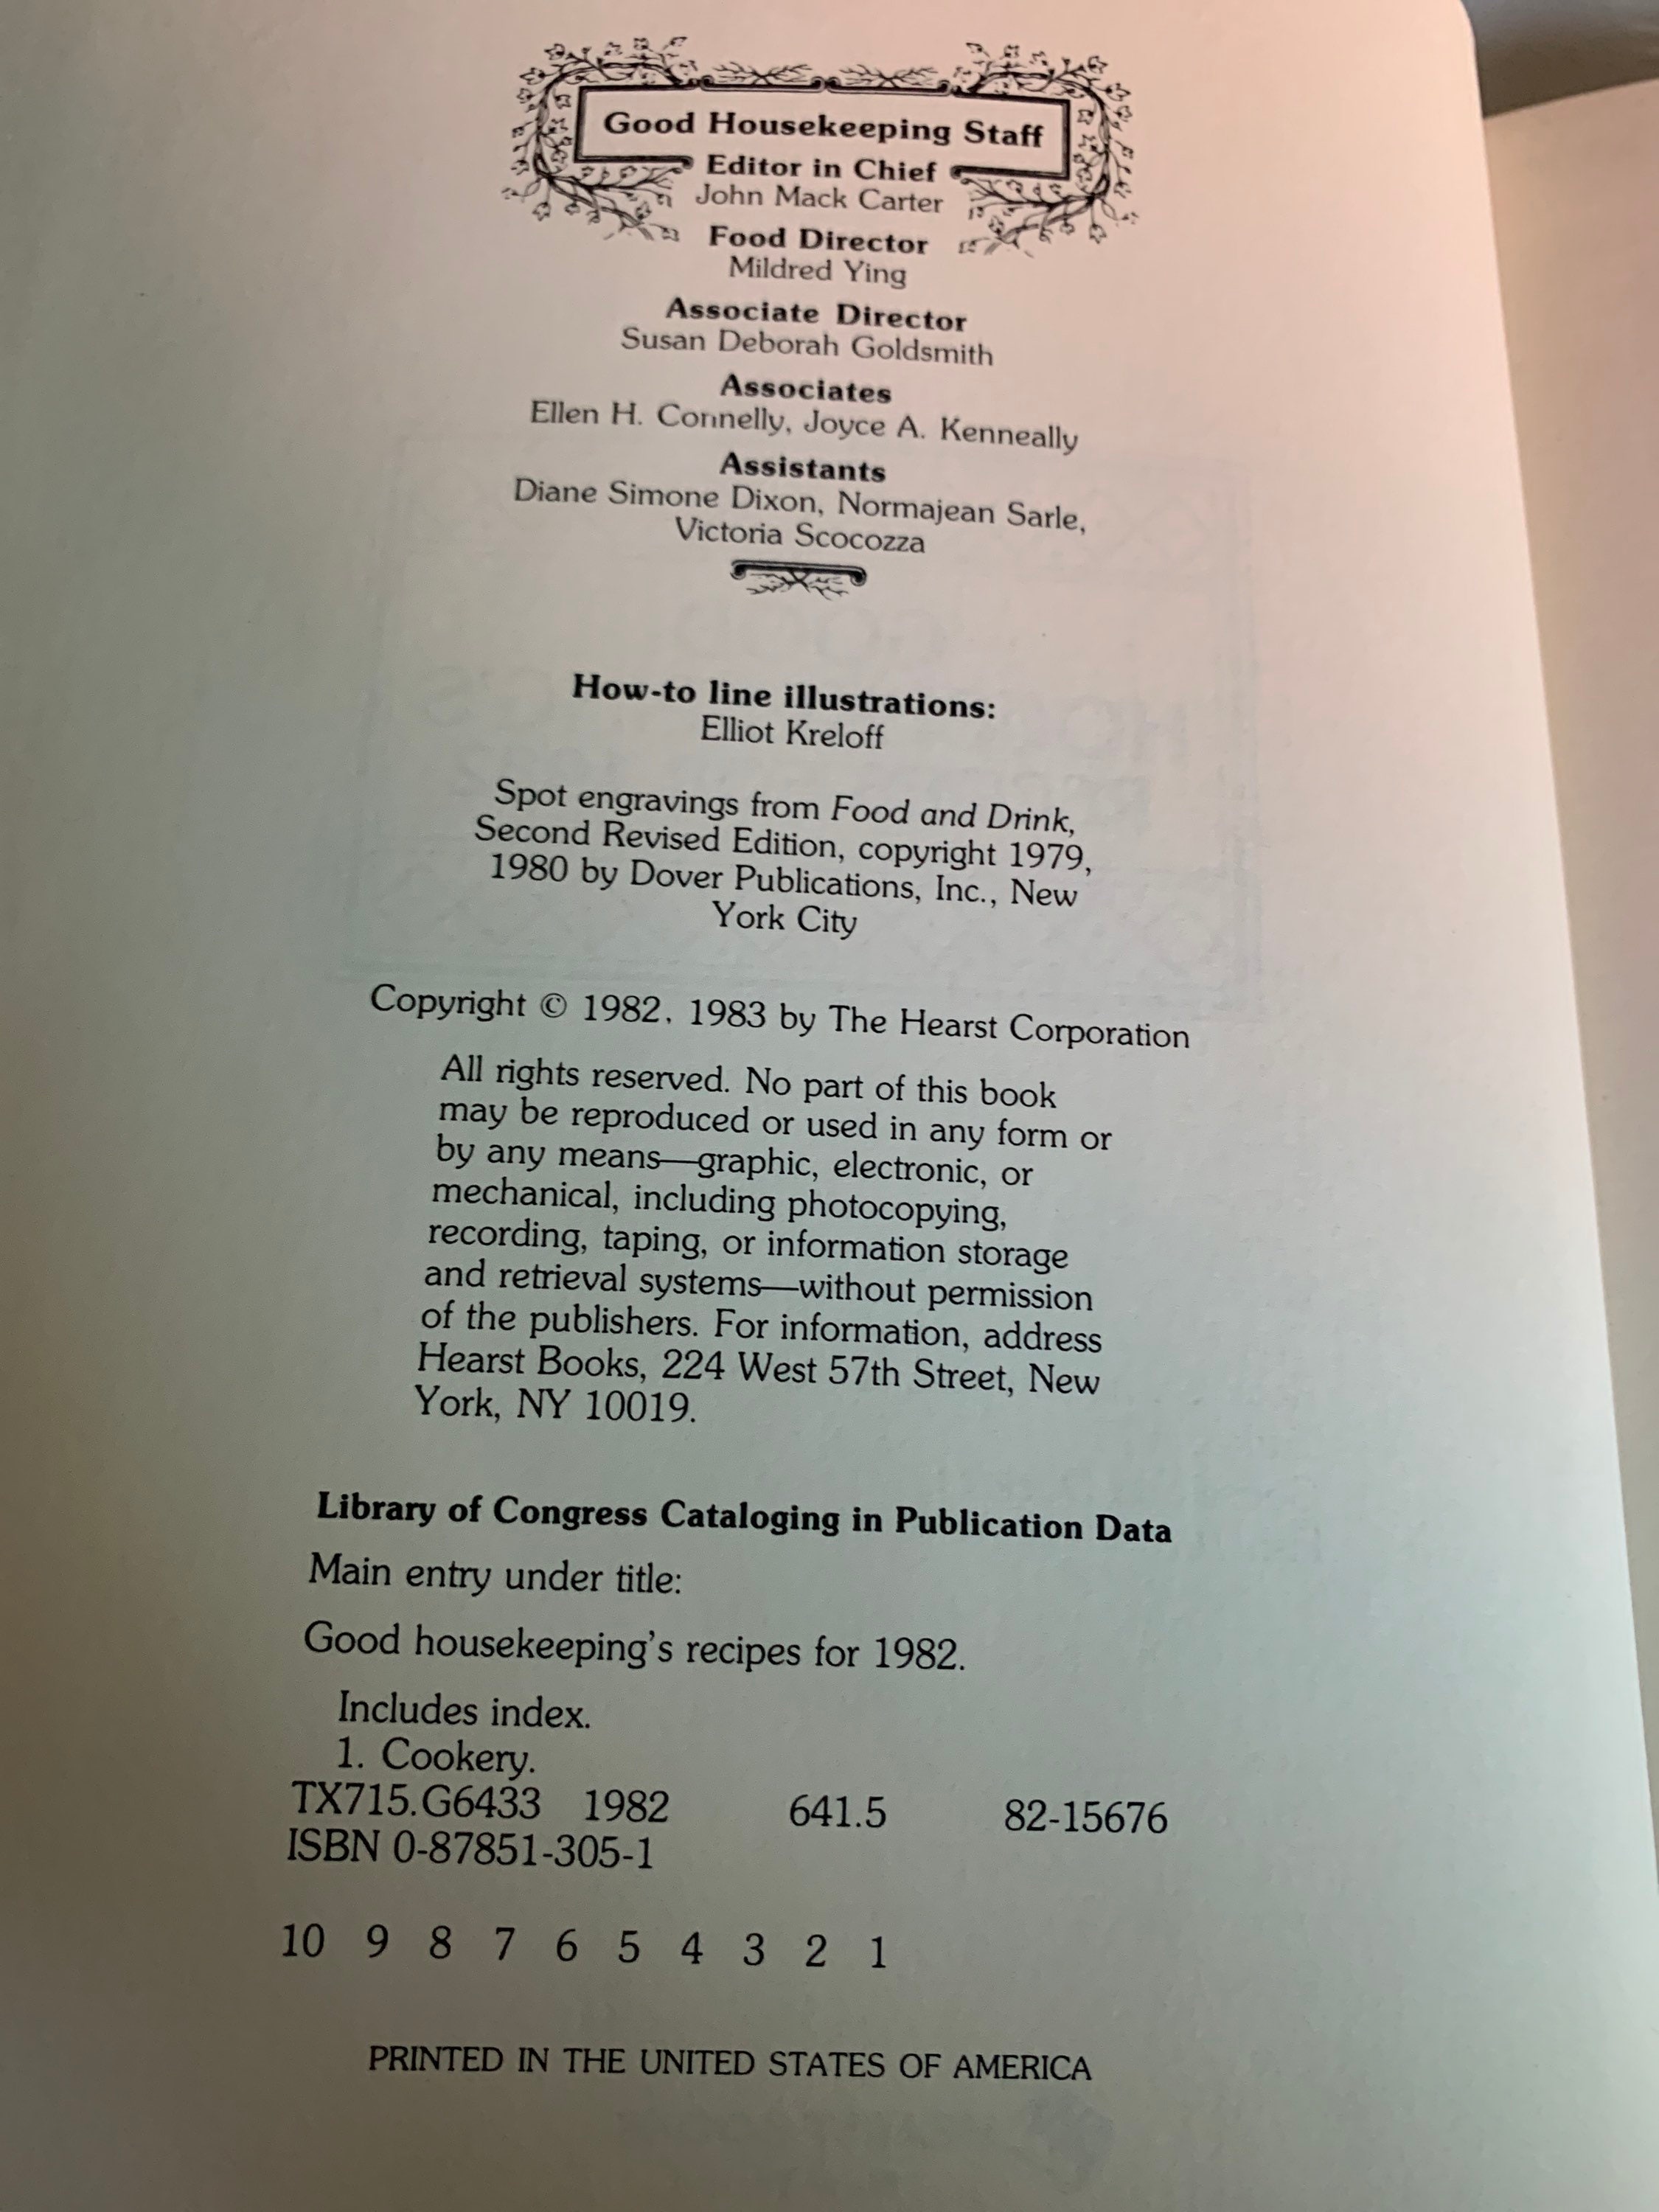 Good Housekeeping Staff
Editor in Chief
John Mack Carter
Food Director
Mildred Ying
Associate Director
Susan Deborah Goldsmith
Associates
Ellen H. Connelly, Joyce A. Kenneally
Assistants
Diane Simone Dixon, Normajean Sarle,
Victoria Scocozza
How-to line illustrations:
Elliot Kreloff
Spot engravings from Food and Drink,
Second Revised Edition, copyright 1979,
1980 by Dover Publications, Inc., New
York City
Copyright © 1982, 1983 by The Hearst Corporation
All rights reserved. No part of this book
may be reproduced or used in any form or
by any means—graphic, electronic, or
mechanical, including photocopying,
recording, taping, or information storage
and retrieval systems—without permission
of the publishers. For information, address
Hearst Books, 224 West 57th Street, New
York, NY 10019.
Library of Congress Cataloging in Publication Data
Main entry under title:
Good housekeeping's recipes for 1982.
Includes index.
1. Cookery.
TX715.G6433 1982 641.5 82-15676
ISBN 0-87851-305-1
10 9 8 7 6 5 4 3 2 1
PRINTED IN THE UNITED STATES OF AMERICA